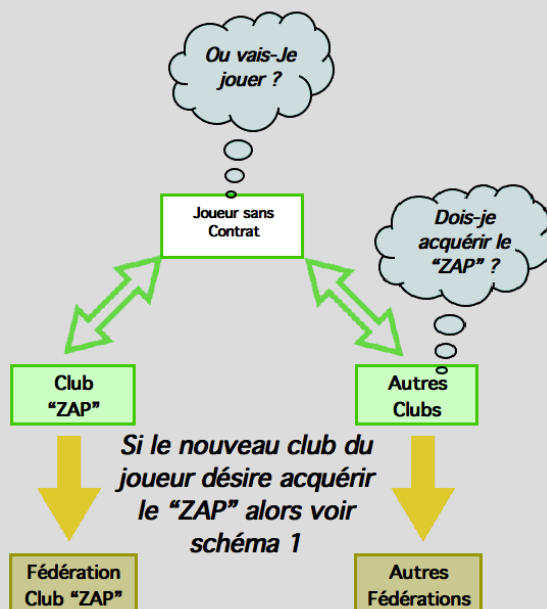 Ou vais-Je
jouer ?
Joueur sans
Contrat
Dois-je
acquérir le
“ZAP” ?
Club
“ZAP”
Autres
Clubs
Si le nouveau club du
joueur désire acquérir
le “ZAP” alors voir
schéma 1
Fédération
Club “ZAP”
Autres
Fédérations